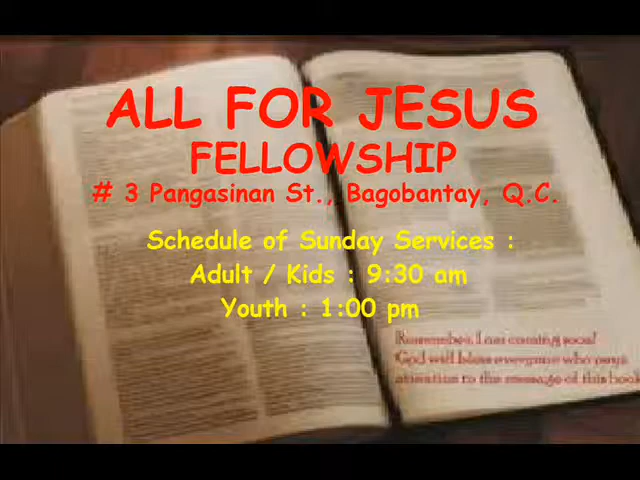 ALL FOR JESUS
FELLOWSHIP
# 3 Pangasinan St., Bagobantay, Q.C.
Schedule of Sunday Services :
Adult / Kids : 9:30 am
Youth : 1:00 pm
Remember, I am coming soon!
God will bless everyone who pays
attention to the message of this book